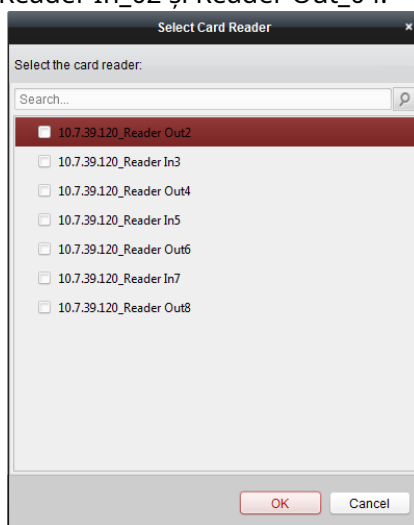 Reader In_02 și Reader Out_04.
Select Card Reader ×
Select the card reader:
Search...
10.7.39.120_Reader Out2
10.7.39.120_Reader In3
10.7.39.120_Reader Out4
10.7.39.120_Reader In5
10.7.39.120_Reader Out6
10.7.39.120_Reader In7
10.7.39.120_Reader Out8
OK Cancel